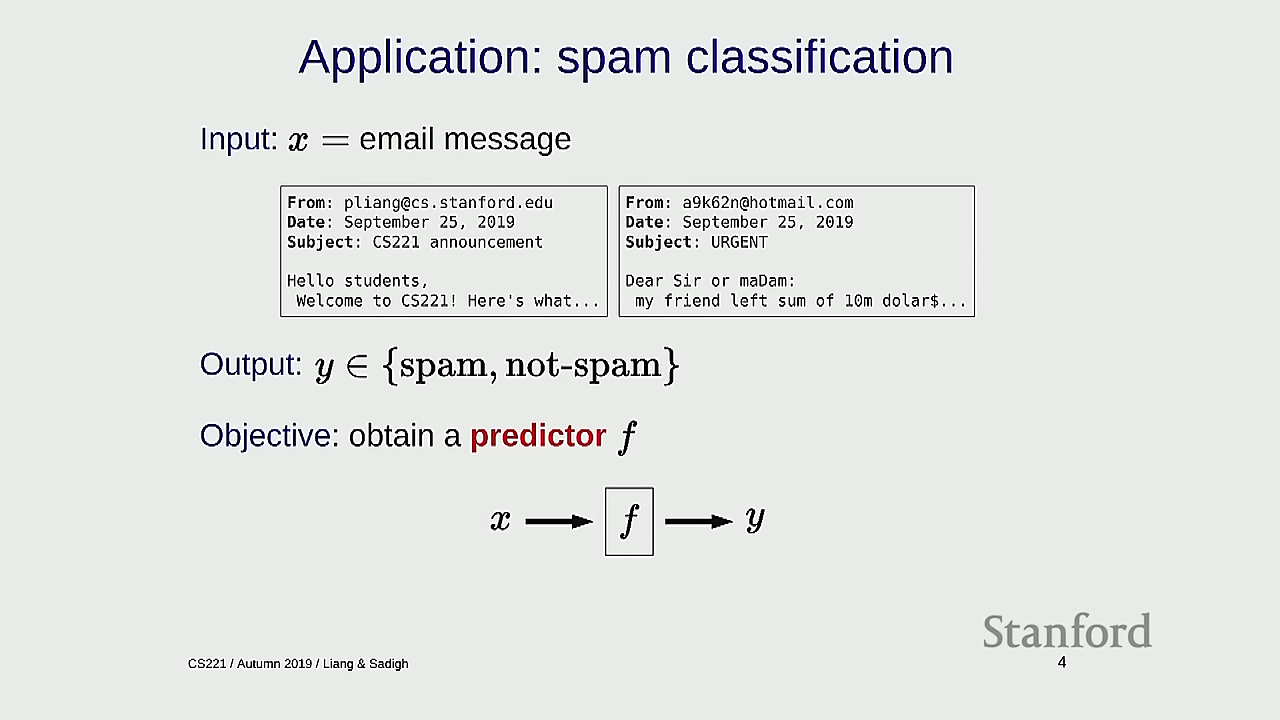 Application: spam classification
Input: x = email message
From: pliang@cs.stanford.edu
Date: September 25, 2019
Subject: CS221 announcement
Hello students,
Welcome to CS221! Here's what...
From: a9k62n@hotmail.com
Date: September 25, 2019
Subject: URGENT
Dear Sir or maDam:
my friend left sum of 10m dolar$...
Output: y ∈ {spam, not-spam}
Objective: obtain a predictor f
x → f → y
Stanford
CS221 / Autumn 2019 / Liang & Sadigh
4